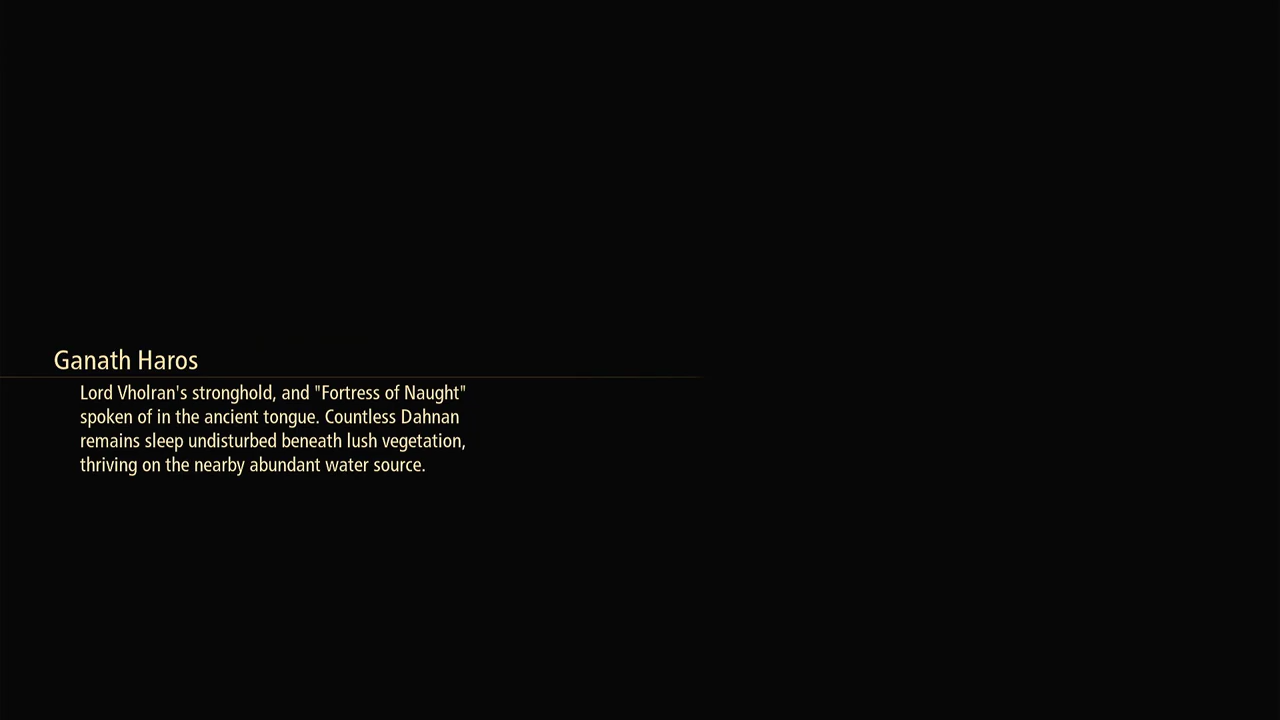 Ganath Haros
Lord Vholran's stronghold, and "Fortress of Naught"
spoken of in the ancient tongue. Countless Dahnan
remains sleep undisturbed beneath lush vegetation,
thriving on the nearby abundant water source.